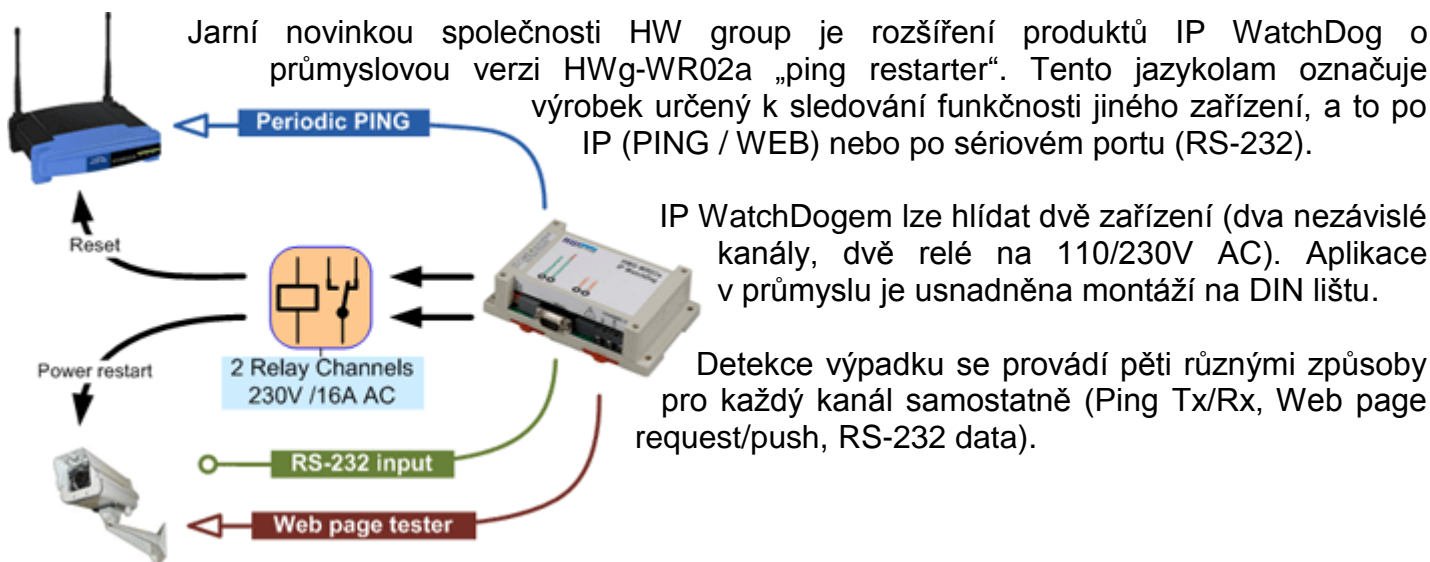 Jarní novinkou společnosti HW group je rozšíření produktů IP WatchDog o
průmyslovou verzi HWg-WR02a „ping restarter“. Tento jazykolam označuje
výrobek určený k sledování funkčnosti jiného zařízení, a to po
IP (PING / WEB) nebo po sériovém portu (RS-232).
Periodic PING
IP WatchDogem lze hlídat dvě zařízení (dva nezávislé
kanály, dvě relé na 110/230V AC). Aplikace
v průmyslu je usnadněna montáží na DIN lištu.
Reset
Power restart
2 Relay Channels
230V /16A AC
Detekce výpadku se provádí pěti různými způsoby
pro každý kanál samostatně (Ping Tx/Rx, Web page
request/push, RS-232 data).
RS-232 input
Web page tester